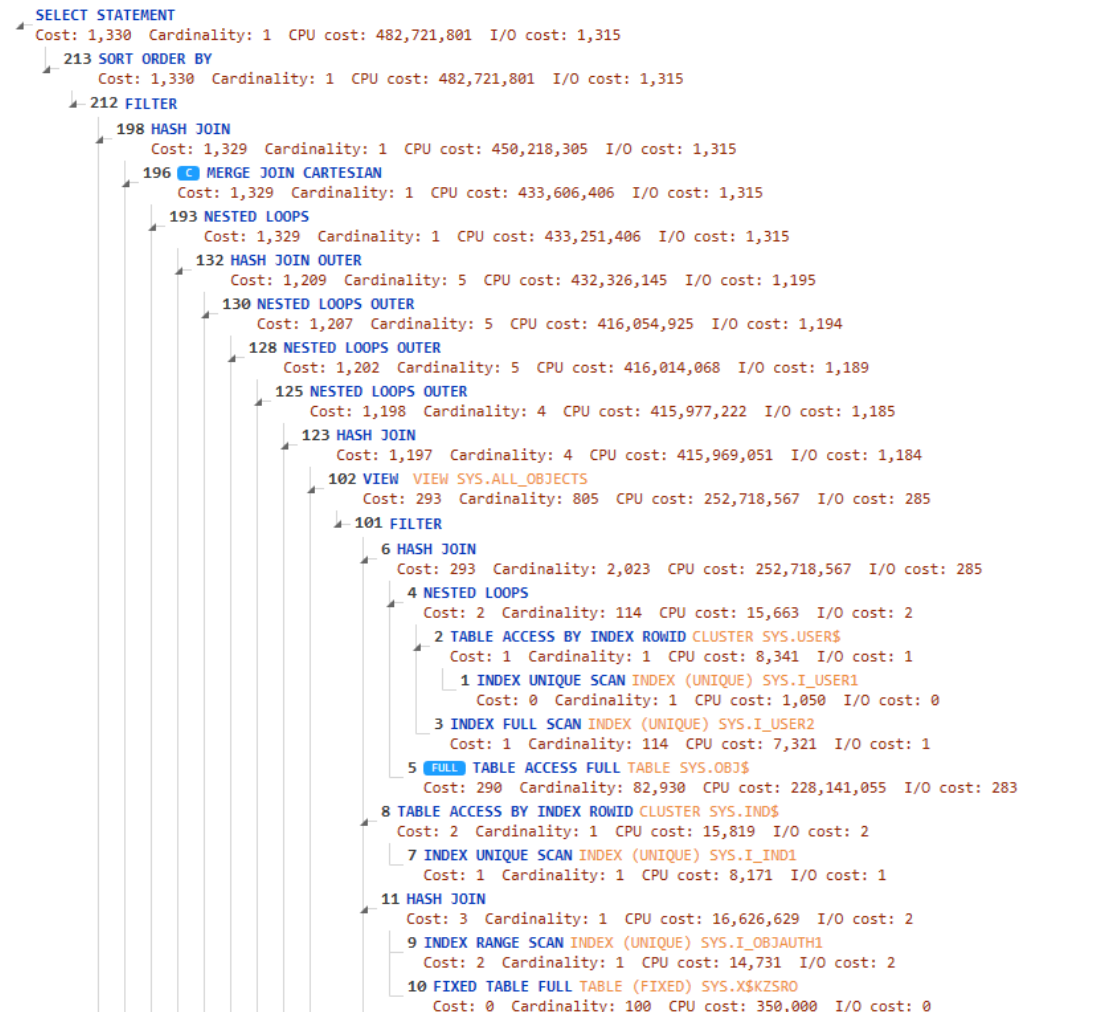 SELECT STATEMENT
Cost: 1,330 Cardinality: 1 CPU cost: 482,721,801 I/O cost: 1,315
213 SORT ORDER BY
Cost: 1,330 Cardinality: 1 CPU cost: 482,721,801 I/O cost: 1,315
212 FILTER
198 HASH JOIN
Cost: 1,329 Cardinality: 1 CPU cost: 450,218,305 I/O cost: 1,315
196 C MERGE JOIN CARTESIAN
Cost: 1,329 Cardinality: 1 CPU cost: 433,606,406 I/O cost: 1,315
193 NESTED LOOPS
Cost: 1,329 Cardinality: 1 CPU cost: 433,251,406 I/O cost: 1,315
132 HASH JOIN OUTER
Cost: 1,209 Cardinality: 5 CPU cost: 432,326,145 I/O cost: 1,195
130 NESTED LOOPS OUTER
Cost: 1,207 Cardinality: 5 CPU cost: 416,054,925 I/O cost: 1,194
128 NESTED LOOPS OUTER
Cost: 1,202 Cardinality: 5 CPU cost: 416,014,068 I/O cost: 1,189
125 NESTED LOOPS OUTER
Cost: 1,198 Cardinality: 4 CPU cost: 415,977,222 I/O cost: 1,185
123 HASH JOIN
Cost: 1,197 Cardinality: 4 CPU cost: 415,969,051 I/O cost: 1,184
102 VIEW VIEW SYS.ALL_OBJECTS
Cost: 293 Cardinality: 805 CPU cost: 252,718,567 I/O cost: 285
101 FILTER
6 HASH JOIN
Cost: 293 Cardinality: 2,023 CPU cost: 252,718,567 I/O cost: 285
4 NESTED LOOPS
Cost: 2 Cardinality: 114 CPU cost: 15,663 I/O cost: 2
2 TABLE ACCESS BY INDEX ROWID CLUSTER SYS.USER$
Cost: 1 Cardinality: 1 CPU cost: 8,341 I/O cost: 1
1 INDEX UNIQUE SCAN INDEX (UNIQUE) SYS.I_USER1
Cost: 0 Cardinality: 1 CPU cost: 1,050 I/O cost: 0
3 INDEX FULL SCAN INDEX (UNIQUE) SYS.I_USER2
Cost: 1 Cardinality: 114 CPU cost: 7,321 I/O cost: 1
5 FULL TABLE ACCESS FULL TABLE SYS.OBJ$
Cost: 290 Cardinality: 82,930 CPU cost: 228,141,055 I/O cost: 283
8 TABLE ACCESS BY INDEX ROWID CLUSTER SYS.IND$
Cost: 2 Cardinality: 1 CPU cost: 15,819 I/O cost: 2
7 INDEX UNIQUE SCAN INDEX (UNIQUE) SYS.I_IND1
Cost: 1 Cardinality: 1 CPU cost: 8,171 I/O cost: 1
11 HASH JOIN
Cost: 3 Cardinality: 1 CPU cost: 16,626,629 I/O cost: 2
9 INDEX RANGE SCAN INDEX (UNIQUE) SYS.I_OBJAUTH1
Cost: 2 Cardinality: 1 CPU cost: 14,731 I/O cost: 2
10 FIXED TABLE FULL TABLE (FIXED) SYS.X$KZSRO
Cost: 0 Cardinality: 100 CPU cost: 350,000 I/O cost: 0